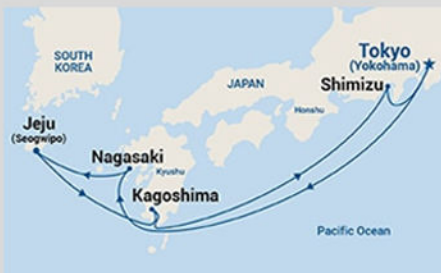 SOUTH
KOREA
Tokyo
(Yokohama)
JAPAN
Shimizu
Honshu
Jeju
(Seogwipo)
Nagasaki
Kyushu
Kagoshima
Pacific Ocean